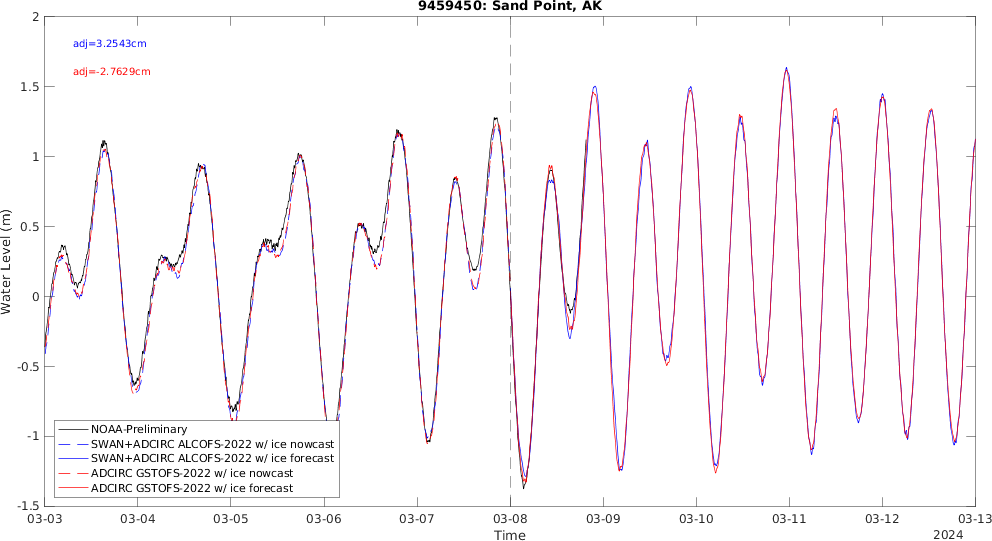 9459450: Sand Point, AK
adj=3.2543cm
adj=-2.7629cm
Water Level (m)
2
1.5
1
0.5
0
-0.5
-1
-1.5
NOAA-Preliminary
SWAN+ADCIRC ALCOFS-2022 w/ ice nowcast
SWAN+ADCIRC ALCOFS-2022 w/ ice forecast
ADCIRC GSTOFS-2022 w/ ice nowcast
ADCIRC GSTOFS-2022 w/ ice forecast
03-03 03-04 03-05 03-06 03-07 03-08 03-09 03-10 03-11 03-12 03-13
Time
2024